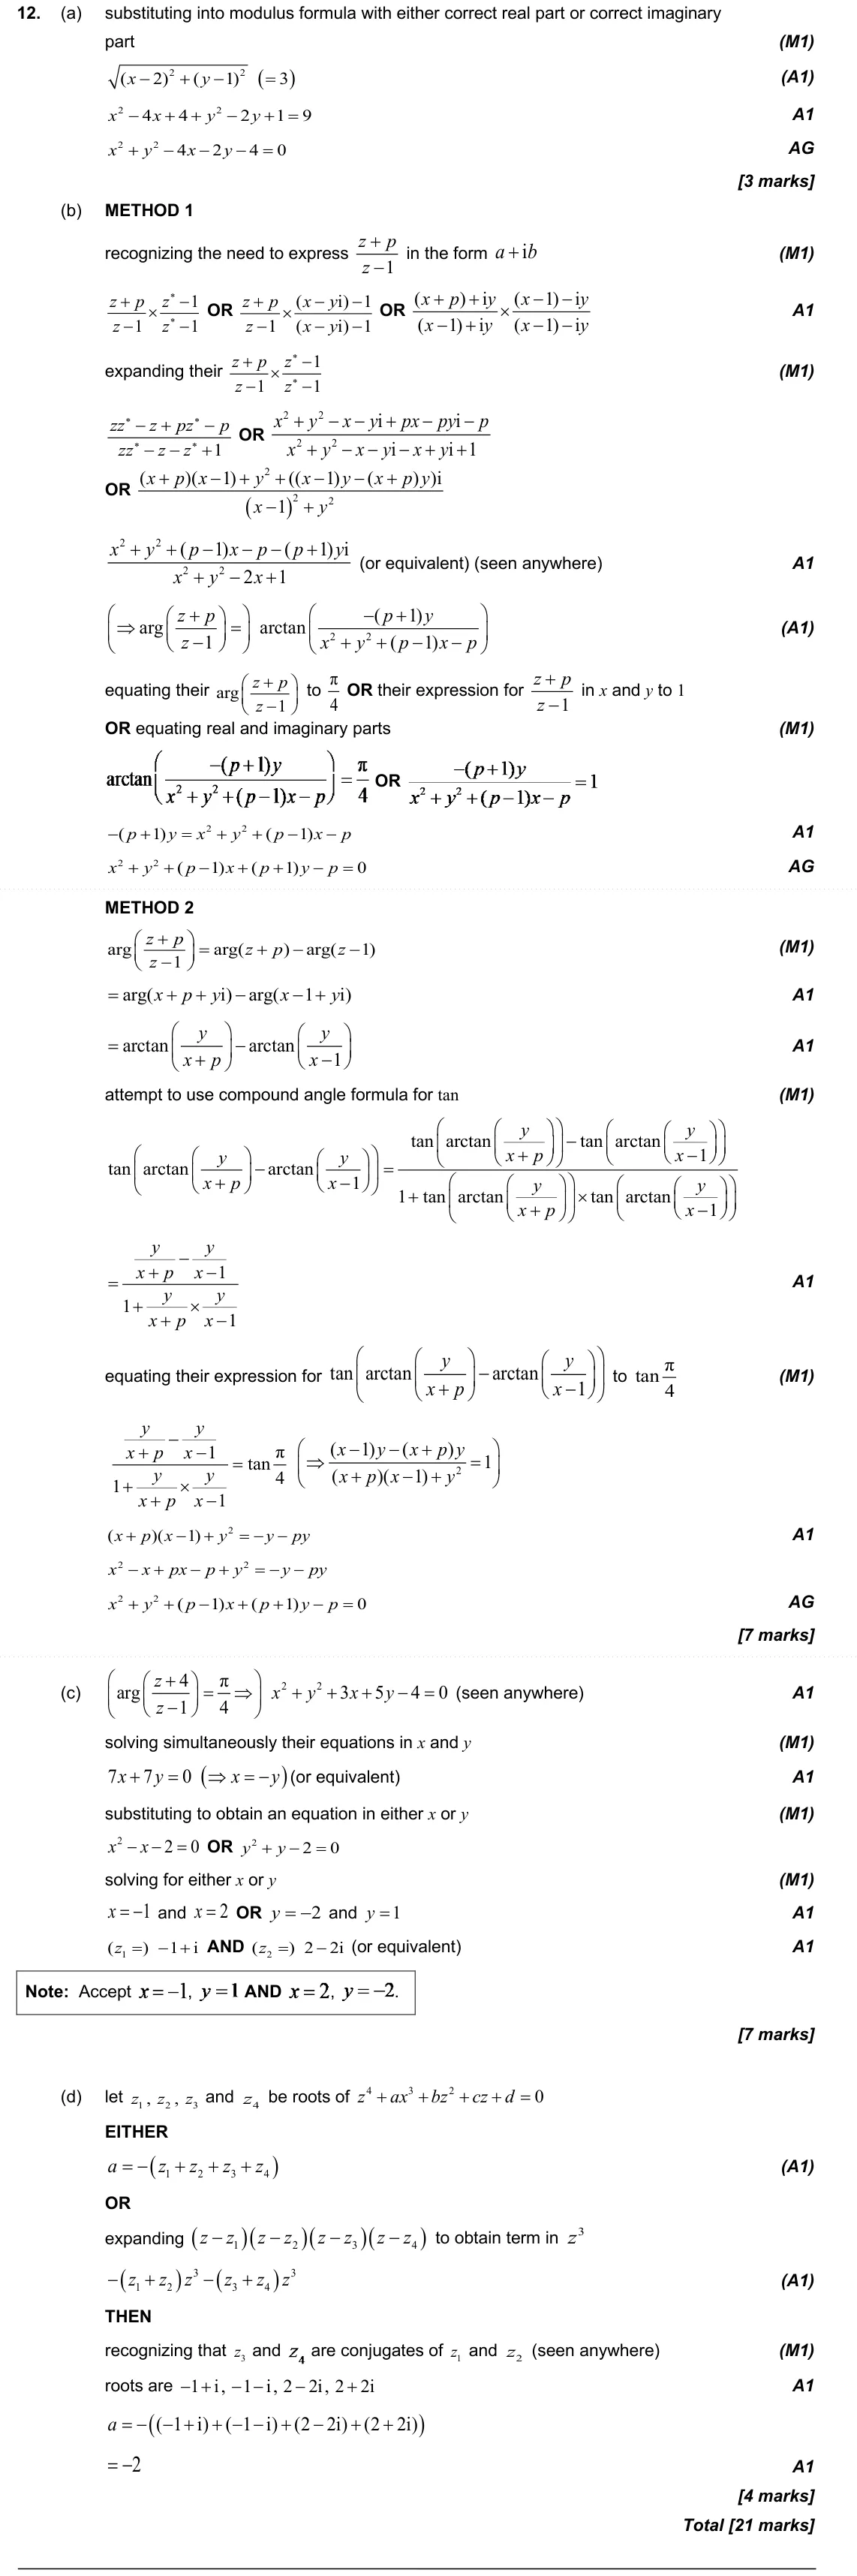 12. (a) substituting into modulus formula with either correct real part or correct imaginary
part (M1)
√((x−2)²+(y−1)²) (=3) (A1)
x²−4x+4+y²−2y+1=9 A1
x²+y²−4x−2y−4=0 AG
[3 marks]
(b) METHOD 1
recognizing the need to express (z+p)/(z−1) in the form a+ib (M1)
(z+p)/(z−1) × (z*−1)/(z*−1) OR (z+p)/(z−1) × ((x−yi)−1)/((x−yi)−1) OR ((x+p)+iy)/((x−1)+iy) × ((x−1)−iy)/((x−1)−iy) A1
expanding their (z+p)/(z−1) × (z*−1)/(z*−1) (M1)
(zz*−z+pz*−p)/(zz*−z−z*+1) OR (x²+y²−x−yi+px−pyi−p)/(x²+y²−x−yi−x+yi+1)
OR ((x+p)(x−1)+y²+((x−1)y−(x+p)y)i)/((x−1)²+y²)
(x²+y²+(p−1)x−p−(p+1)yi)/(x²+y²−2x+1) (or equivalent) (seen anywhere) A1
(⇒arg((z+p)/(z−1))=) arctan(−(p+1)y/(x²+y²+(p−1)x−p)) (A1)
equating their arg((z+p)/(z−1)) to π/4 OR their expression for (z+p)/(z−1) in x and y to 1
OR equating real and imaginary parts (M1)
arctan(−(p+1)y/(x²+y²+(p−1)x−p)) = π/4 OR −(p+1)y/(x²+y²+(p−1)x−p) = 1
−(p+1)y=x²+y²+(p−1)x−p A1
x²+y²+(p−1)x+(p+1)y−p=0 AG
METHOD 2
arg((z+p)/(z−1)) = arg(z+p)−arg(z−1) (M1)
= arg(x+p+yi)−arg(x−1+yi) A1
= arctan(y/(x+p))−arctan(y/(x−1)) A1
attempt to use compound angle formula for tan (M1)
tan(arctan(y/(x+p))−arctan(y/(x−1))) = (tan(arctan(y/(x+p)))−tan(arctan(y/(x−1))))/(1+tan(arctan(y/(x+p)))×tan(arctan(y/(x−1))))
= (y/(x+p) − y/(x−1))/(1+ y/(x+p) × y/(x−1)) A1
equating their expression for tan(arctan(y/(x+p))−arctan(y/(x−1))) to tan π/4 (M1)
(y/(x+p) − y/(x−1))/(1+ y/(x+p) × y/(x−1)) = tan π/4 (⇒ ((x−1)y−(x+p)y)/((x+p)(x−1)+y²) = 1)
(x+p)(x−1)+y²=−y−py A1
x²−x+px−p+y²=−y−py
x²+y²+(p−1)x+(p+1)y−p=0 AG
[7 marks]
(c) (arg((z+4)/(z−1)) = π/4 ⇒) x²+y²+3x+5y−4=0 (seen anywhere) A1
solving simultaneously their equations in x and y (M1)
7x+7y=0 (⇒x=−y)(or equivalent) A1
substituting to obtain an equation in either x or y (M1)
x²−x−2=0 OR y²+y−2=0
solving for either x or y (M1)
x=−1 and x=2 OR y=−2 and y=1 A1
(z₁=) −1+i AND (z₂=) 2−2i (or equivalent) A1
Note: Accept x=−1, y=1 AND x=2, y=−2.
[7 marks]
(d) let z₁, z₂, z₃ and z₄ be roots of z⁴+ax³+bz²+cz+d=0
EITHER
a=−(z₁+z₂+z₃+z₄) (A1)
OR
expanding (z−z₁)(z−z₂)(z−z₃)(z−z₄) to obtain term in z³
−(z₁+z₂)z³−(z₃+z₄)z³ (A1)
THEN
recognizing that z₃ and z₄ are conjugates of z₁ and z₂ (seen anywhere) (M1)
roots are −1+i, −1−i, 2−2i, 2+2i A1
a=−((−1+i)+(−1−i)+(2−2i)+(2+2i))
=−2 A1
[4 marks]
Total [21 marks]